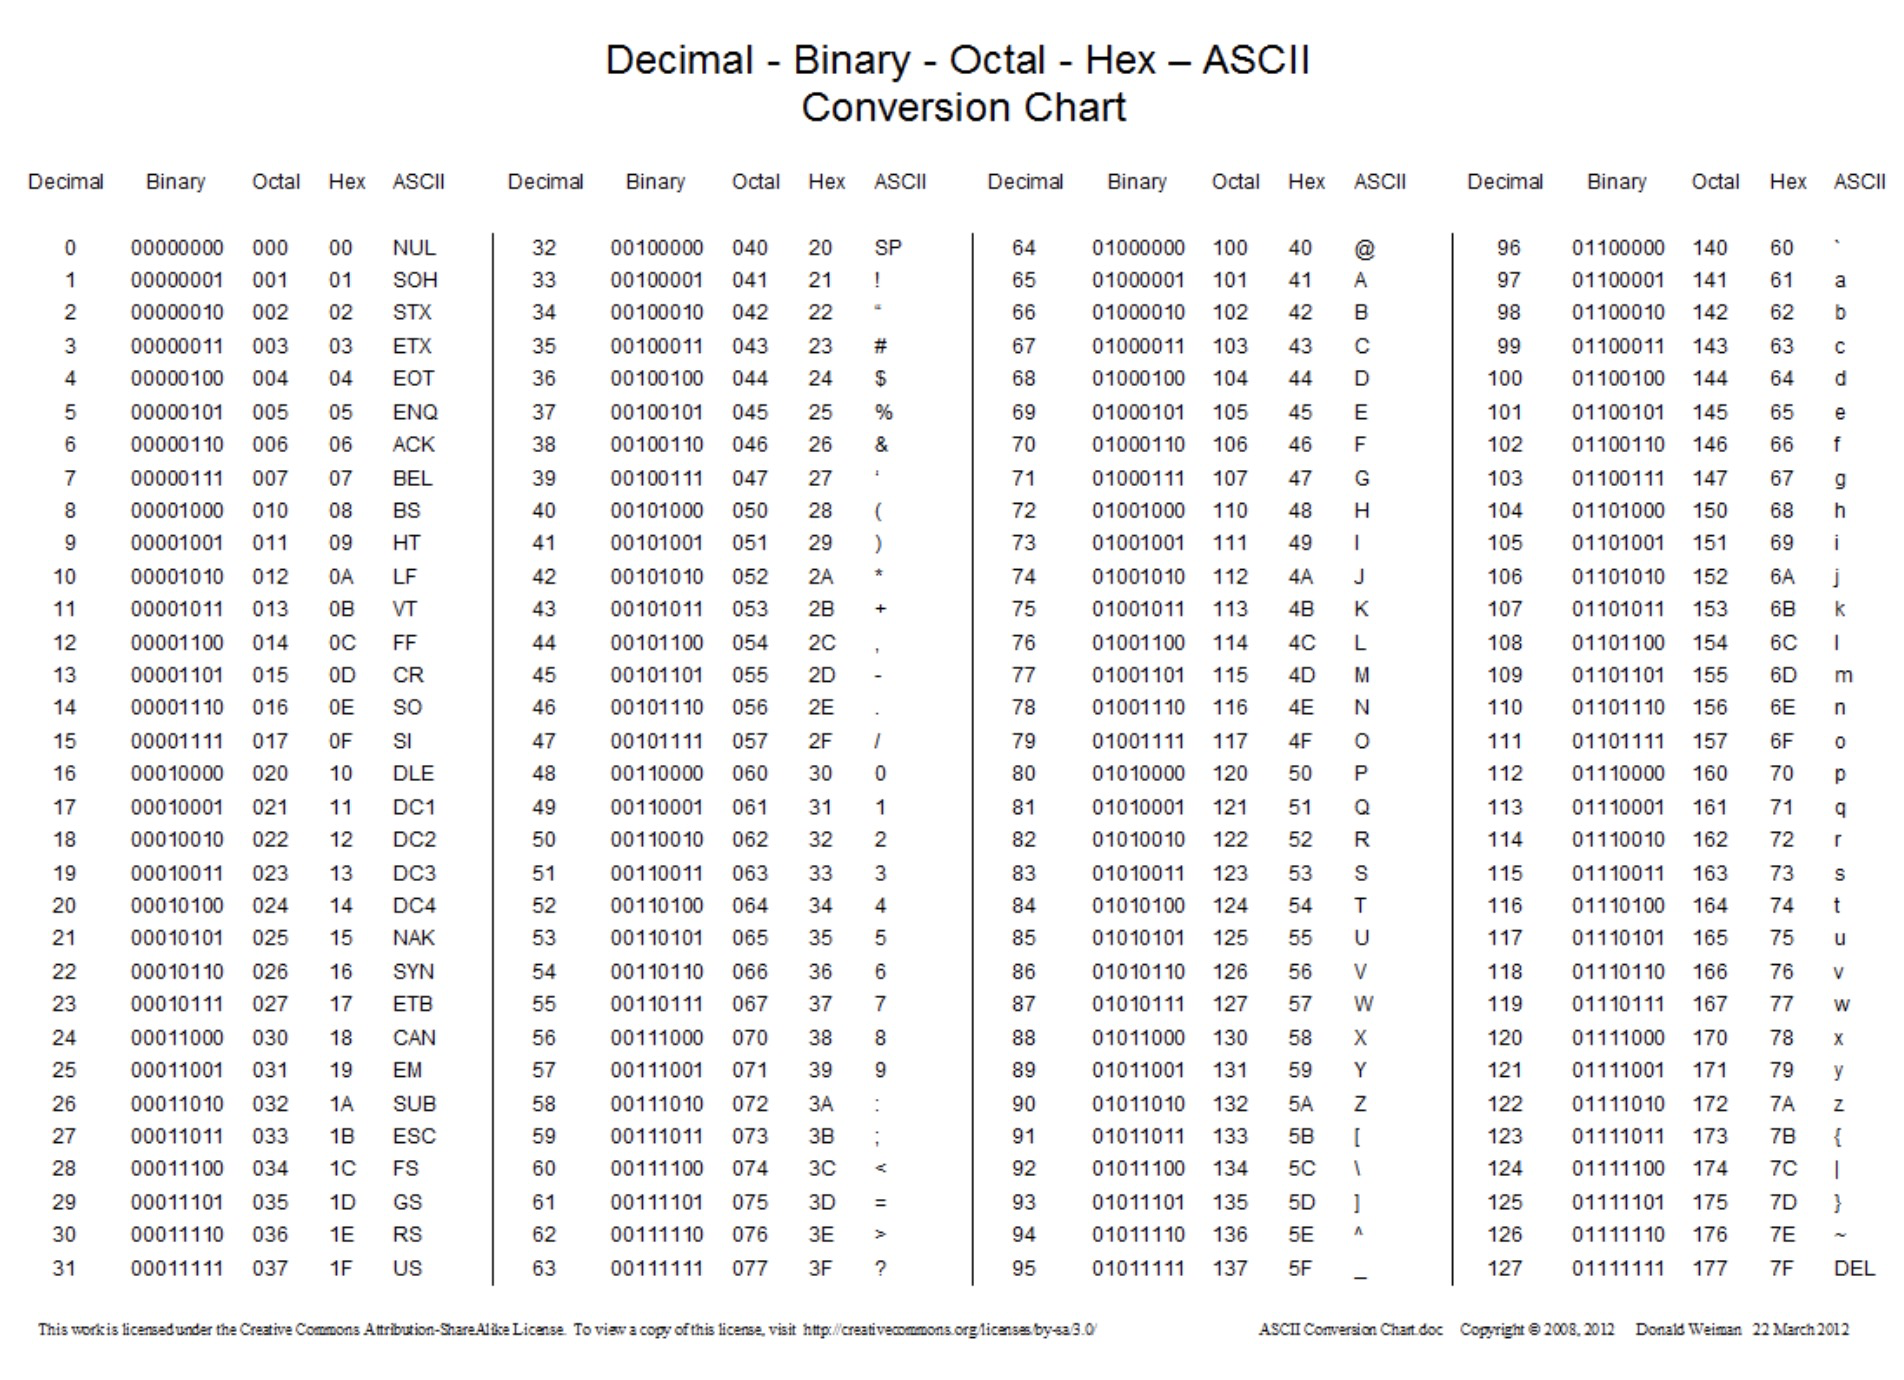 Decimal - Binary - Octal - Hex – ASCII
Conversion Chart
Decimal Binary Octal Hex ASCII Decimal Binary Octal Hex ASCII Decimal Binary Octal Hex ASCII Decimal Binary Octal Hex ASCII
0 00000000 000 00 NUL 32 00100000 040 20 SP 64 01000000 100 40 @ 96 01100000 140 60 `
1 00000001 001 01 SOH 33 00100001 041 21 ! 65 01000001 101 41 A 97 01100001 141 61 a
2 00000010 002 02 STX 34 00100010 042 22 “ 66 01000010 102 42 B 98 01100010 142 62 b
3 00000011 003 03 ETX 35 00100011 043 23 # 67 01000011 103 43 C 99 01100011 143 63 c
4 00000100 004 04 EOT 36 00100100 044 24 $ 68 01000100 104 44 D 100 01100100 144 64 d
5 00000101 005 05 ENQ 37 00100101 045 25 % 69 01000101 105 45 E 101 01100101 145 65 e
6 00000110 006 06 ACK 38 00100110 046 26 & 70 01000110 106 46 F 102 01100110 146 66 f
7 00000111 007 07 BEL 39 00100111 047 27 ‘ 71 01000111 107 47 G 103 01100111 147 67 g
8 00001000 010 08 BS 40 00101000 050 28 ( 72 01001000 110 48 H 104 01101000 150 68 h
9 00001001 011 09 HT 41 00101001 051 29 ) 73 01001001 111 49 I 105 01101001 151 69 i
10 00001010 012 0A LF 42 00101010 052 2A * 74 01001010 112 4A J 106 01101010 152 6A j
11 00001011 013 0B VT 43 00101011 053 2B + 75 01001011 113 4B K 107 01101011 153 6B k
12 00001100 014 0C FF 44 00101100 054 2C , 76 01001100 114 4C L 108 01101100 154 6C l
13 00001101 015 0D CR 45 00101101 055 2D - 77 01001101 115 4D M 109 01101101 155 6D m
14 00001110 016 0E SO 46 00101110 056 2E . 78 01001110 116 4E N 110 01101110 156 6E n
15 00001111 017 0F SI 47 00101111 057 2F / 79 01001111 117 4F O 111 01101111 157 6F o
16 00010000 020 10 DLE 48 00110000 060 30 0 80 01010000 120 50 P 112 01110000 160 70 p
17 00010001 021 11 DC1 49 00110001 061 31 1 81 01010001 121 51 Q 113 01110001 161 71 q
18 00010010 022 12 DC2 50 00110010 062 32 2 82 01010010 122 52 R 114 01110010 162 72 r
19 00010011 023 13 DC3 51 00110011 063 33 3 83 01010011 123 53 S 115 01110011 163 73 s
20 00010100 024 14 DC4 52 00110100 064 34 4 84 01010100 124 54 T 116 01110100 164 74 t
21 00010101 025 15 NAK 53 00110101 065 35 5 85 01010101 125 55 U 117 01110101 165 75 u
22 00010110 026 16 SYN 54 00110110 066 36 6 86 01010110 126 56 V 118 01110110 166 76 v
23 00010111 027 17 ETB 55 00110111 067 37 7 87 01010111 127 57 W 119 01110111 167 77 w
24 00011000 030 18 CAN 56 00111000 070 38 8 88 01011000 130 58 X 120 01111000 170 78 x
25 00011001 031 19 EM 57 00111001 071 39 9 89 01011001 131 59 Y 121 01111001 171 79 y
26 00011010 032 1A SUB 58 00111010 072 3A : 90 01011010 132 5A Z 122 01111010 172 7A z
27 00011011 033 1B ESC 59 00111011 073 3B ; 91 01011011 133 5B [ 123 01111011 173 7B {
28 00011100 034 1C FS 60 00111100 074 3C < 92 01011100 134 5C \ 124 01111100 174 7C |
29 00011101 035 1D GS 61 00111101 075 3D = 93 01011101 135 5D ] 125 01111101 175 7D }
30 00011110 036 1E RS 62 00111110 076 3E > 94 01011110 136 5E ^ 126 01111110 176 7E ~
31 00011111 037 1F US 63 00111111 077 3F ? 95 01011111 137 5F _ 127 01111111 177 7F DEL
This work is licensed under the Creative Commons Attribution-ShareAlike License. To view a copy of this license, visit http://creativecommons.org/licenses/by-sa/3.0/ ASCII Conversion Chart.doc Copyright © 2008, 2012 Donald Weiman 22 March 2012